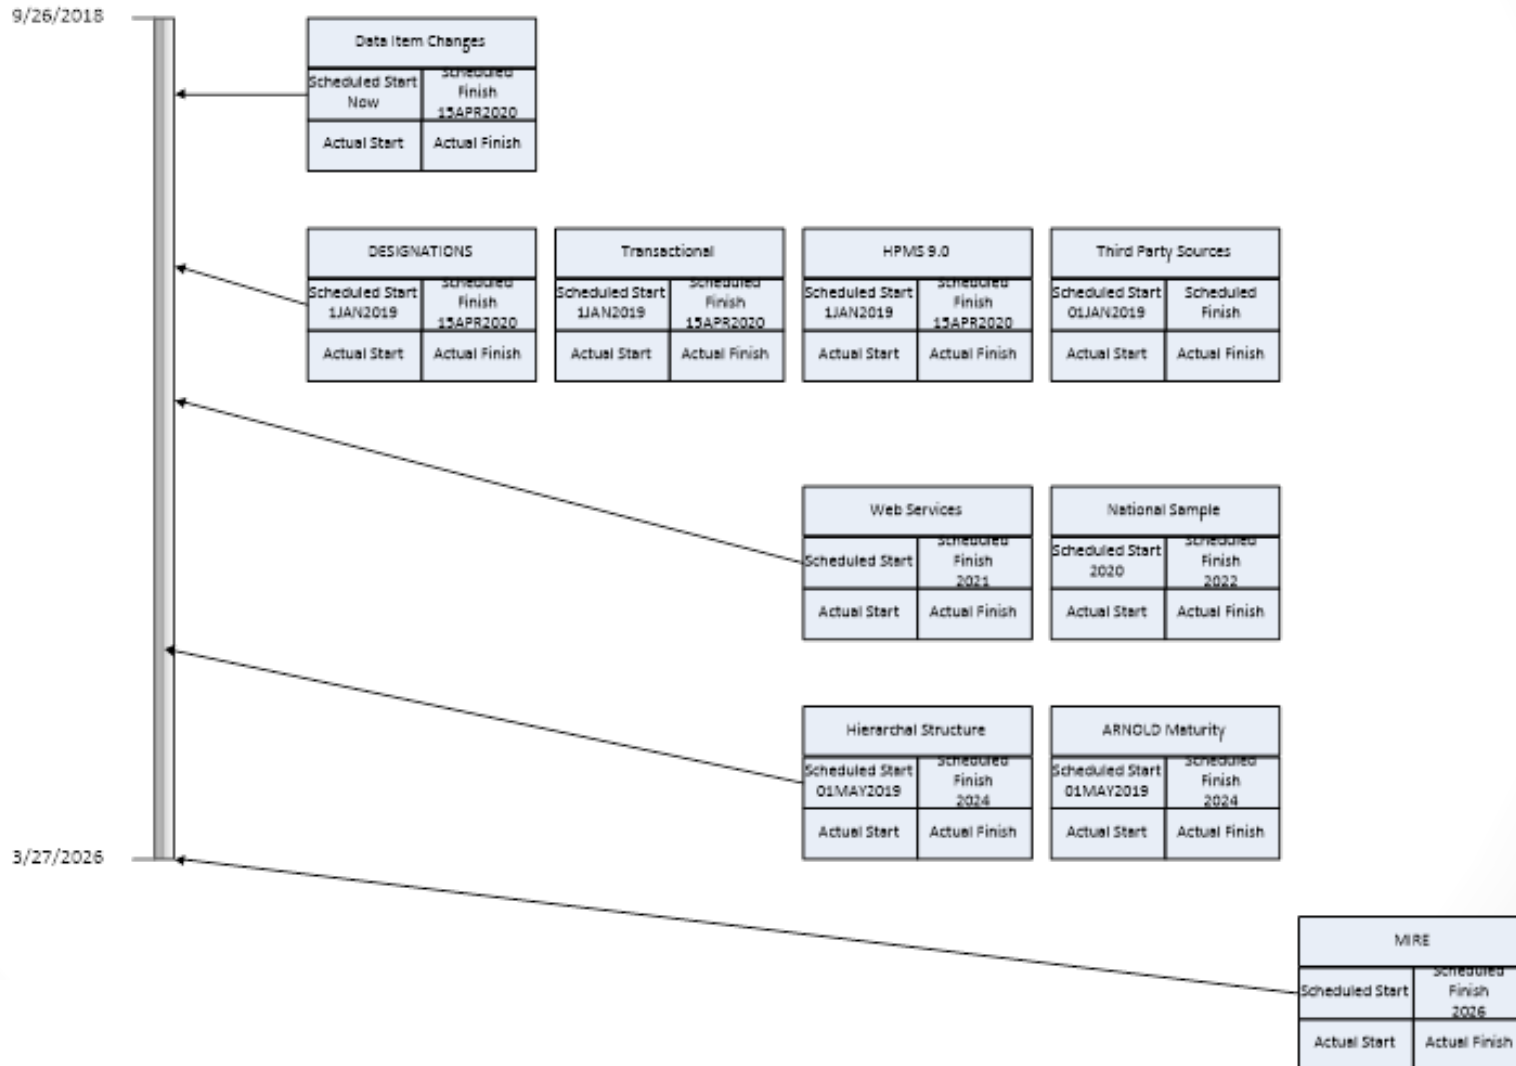 9/26/2018
Data Item Changes
Scheduled Start
Now
Scheduled
Finish
15APR2020
Actual Start
Actual Finish
DESIGNATIONS
Scheduled Start
1JAN2019
Scheduled
Finish
15APR2020
Actual Start
Actual Finish
Transactional
Scheduled Start
1JAN2019
Scheduled
Finish
15APR2020
Actual Start
Actual Finish
HPMS 9.0
Scheduled Start
1JAN2019
Scheduled
Finish
15APR2020
Actual Start
Actual Finish
Third Party Sources
Scheduled Start
01JAN2019
Scheduled
Finish
Actual Start
Actual Finish
Web Services
Scheduled Start
Scheduled
Finish
2021
Actual Start
Actual Finish
National Sample
Scheduled Start
2020
Scheduled
Finish
2022
Actual Start
Actual Finish
Hierarchal Structure
Scheduled Start
01MAY2019
Scheduled
Finish
2024
Actual Start
Actual Finish
ARNOLD Maturity
Scheduled Start
01MAY2019
Scheduled
Finish
2024
Actual Start
Actual Finish
3/27/2026
MIRE
Scheduled Start
Scheduled
Finish
2026
Actual Start
Actual Finish